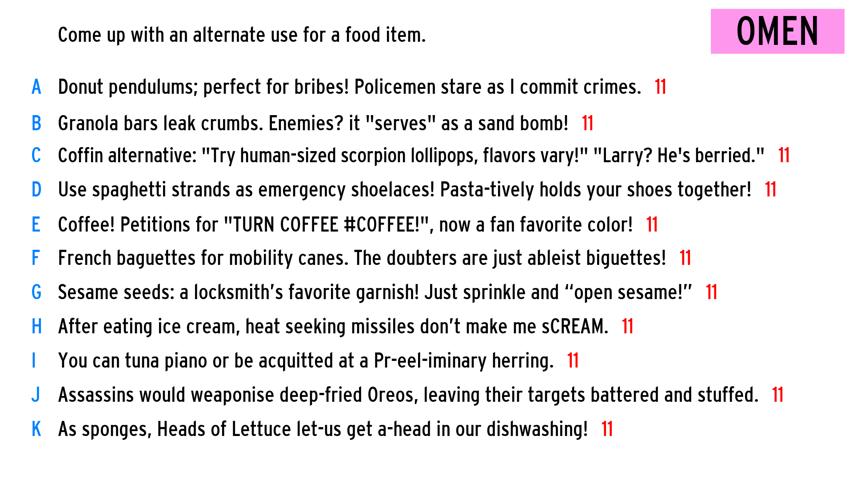 Come up with an alternate use for a food item.
OMEN
A Donut pendulums; perfect for bribes! Policemen stare as I commit crimes. 11
B Granola bars leak crumbs. Enemies? it "serves" as a sand bomb! 11
C Coffin alternative: "Try human-sized scorpion lollipops, flavors vary!" "Larry? He's berried." 11
D Use spaghetti strands as emergency shoelaces! Pasta-tively holds your shoes together! 11
E Coffee! Petitions for "TURN COFFEE #COFFEE!", now a fan favorite color! 11
F French baguettes for mobility canes. The doubters are just ableist biguettes! 11
G Sesame seeds: a locksmith’s favorite garnish! Just sprinkle and “open sesame!” 11
H After eating ice cream, heat seeking missiles don’t make me sCREAM. 11
I You can tuna piano or be acquitted at a Pr-eel-iminary herring. 11
J Assassins would weaponise deep-fried Oreos, leaving their targets battered and stuffed. 11
K As sponges, Heads of Lettuce let-us get a-head in our dishwashing! 11